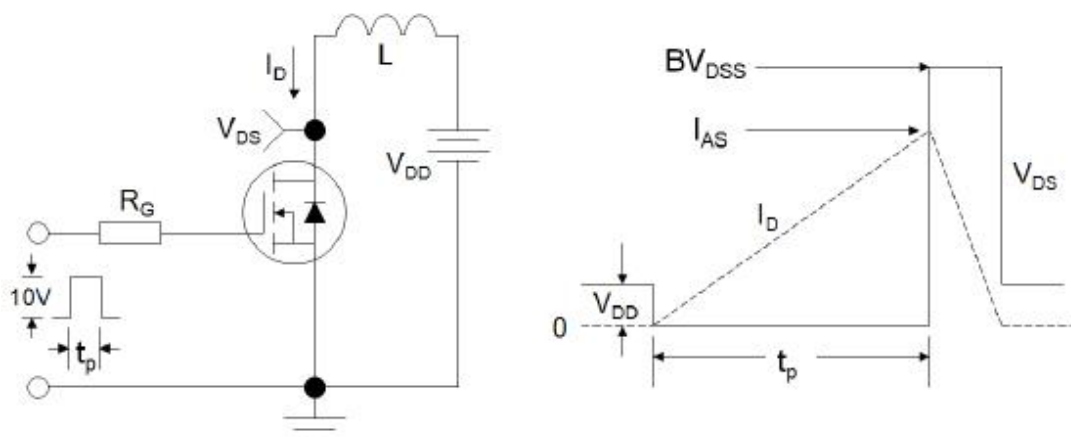 L
I_D
V_DS
V_DD
R_G
10V
t_p
BV_DSS
I_AS
V_DS
I_D
V_DD
0
t_p